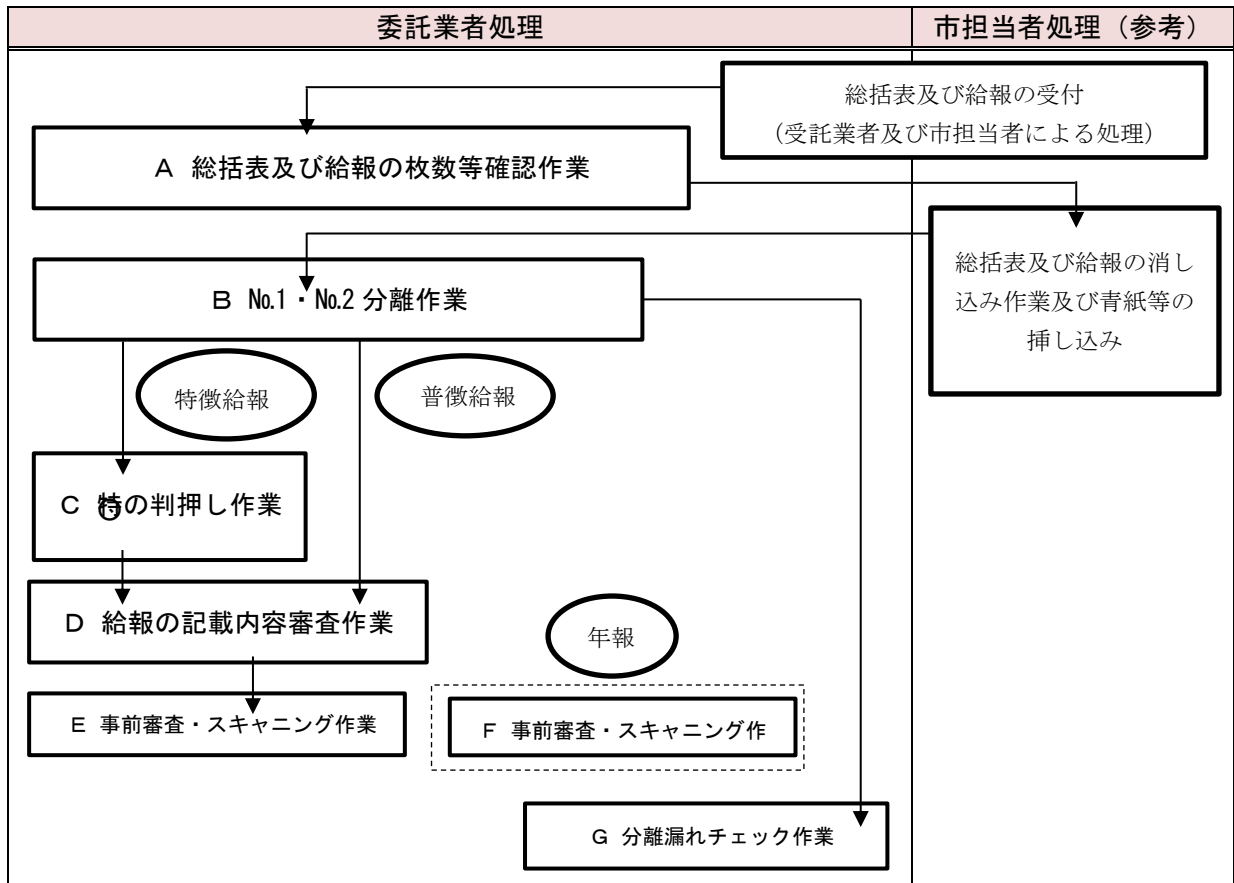 委託業者処理
市担当者処理（参考）
総括表及び給報の受付
（受託業者及び市担当者による処理）
Ａ 総括表及び給報の枚数等確認作業
総括表及び給報の消し
込み作業及び青紙等の
挿し込み
Ｂ №1・№2 分離作業
特徴給報
普徴給報
Ｃ 特の判押し作業
Ｄ 給報の記載内容審査作業
年報
Ｅ 事前審査・スキャニング作業
Ｆ 事前審査・スキャニング作
Ｇ 分離漏れチェック作業